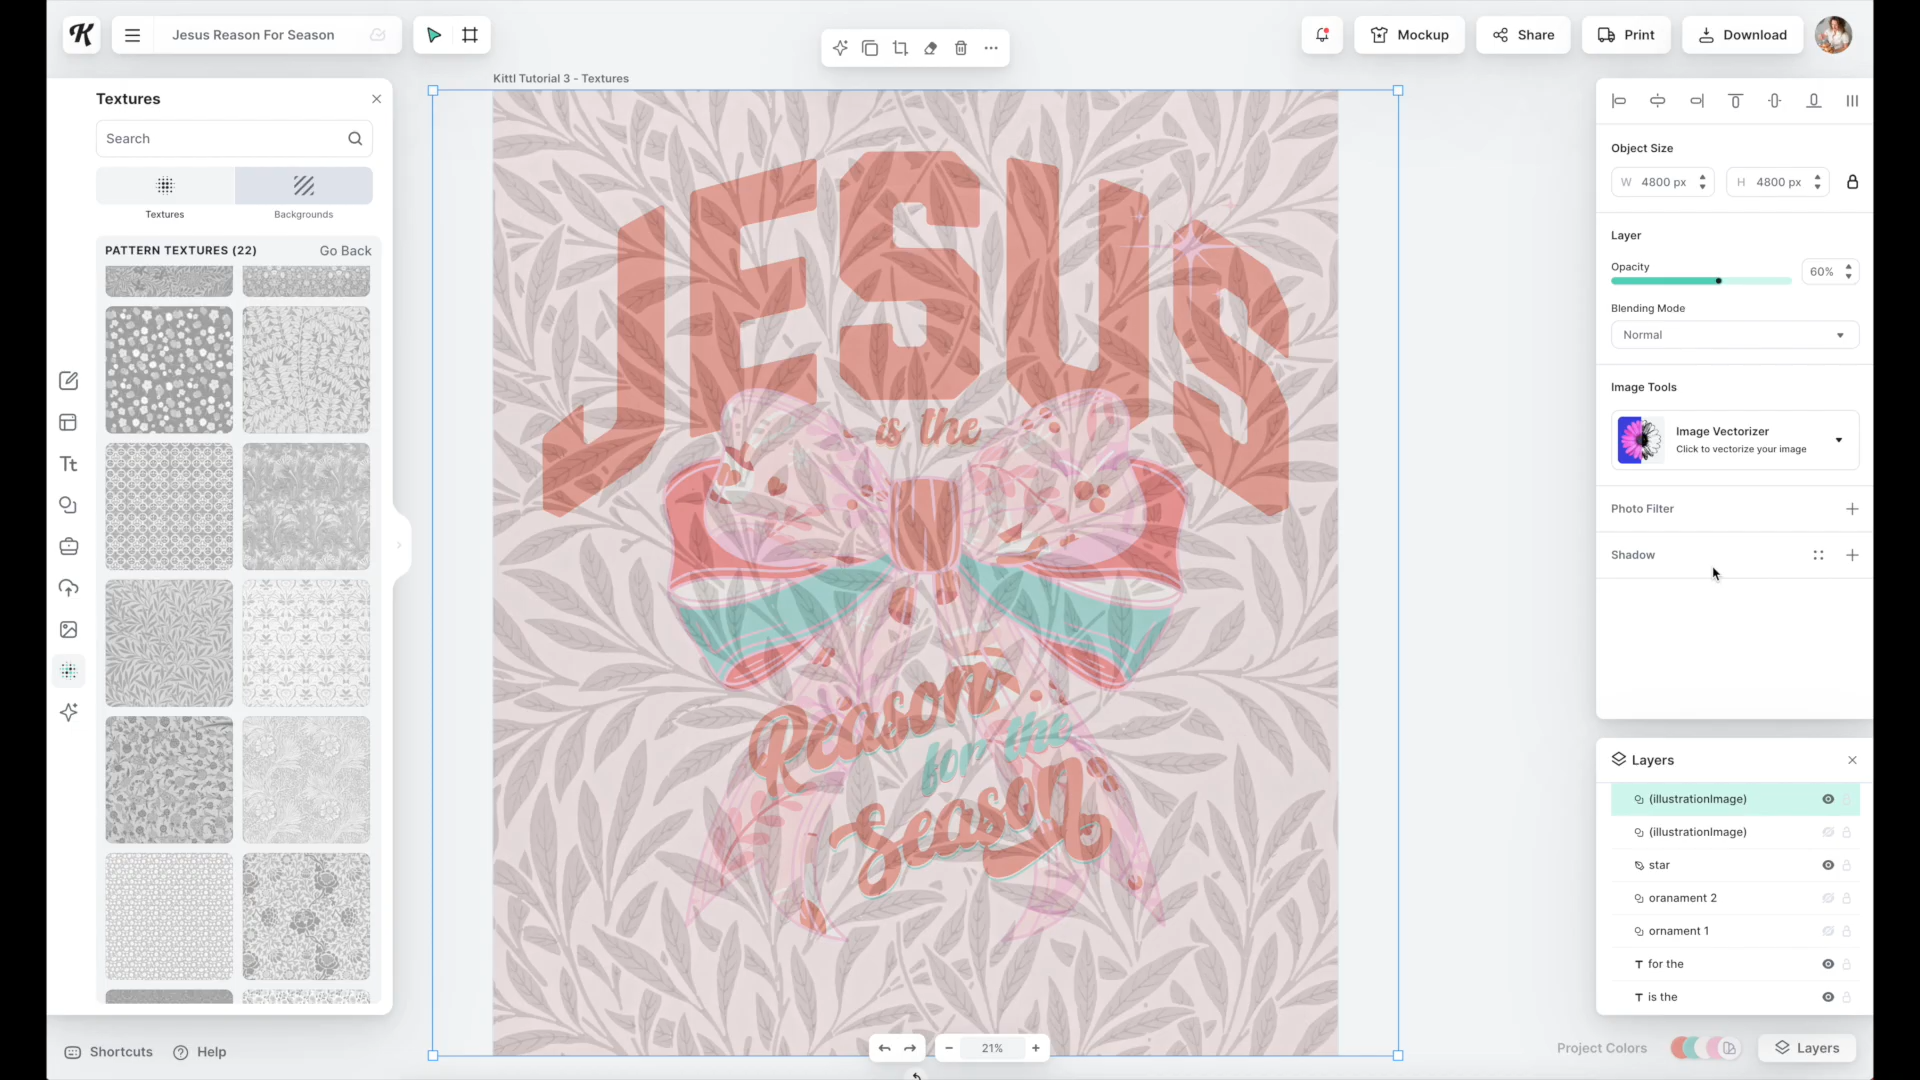 K
Jesus Reason For Season
Mockup
Share
Print
Download
Textures
Search
Textures
Backgrounds
PATTERN TEXTURES (22)
Go Back
Kittl Tutorial 3 - Textures
JESUS
is the
Reason
for the
Season
Object Size
W 4800 px
H 4800 px
Layer
Opacity
60%
Blending Mode
Normal
Image Tools
Image Vectorizer
Click to vectorize your image
Photo Filter
Shadow
Layers
(illustrationImage)
(illustrationImage)
star
oranament 2
ornament 1
T for the
T is the
Tt
Shortcuts
? Help
21%
Project Colors
Layers